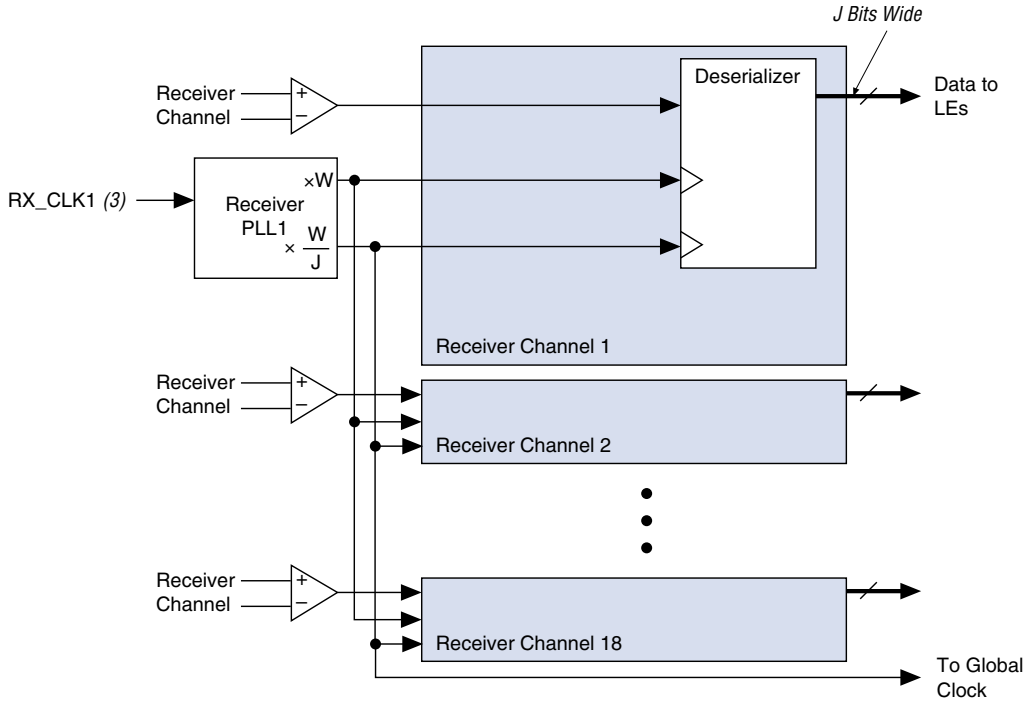 J Bits Wide
Deserializer
Receiver
Channel
+
−
Data to
LEs
RX_CLK1 (3)
Receiver
PLL1
×W
× W
J
Receiver Channel 1
Receiver
Channel
+
−
Receiver Channel 2
Receiver
Channel
+
−
Receiver Channel 18
To Global
Clock